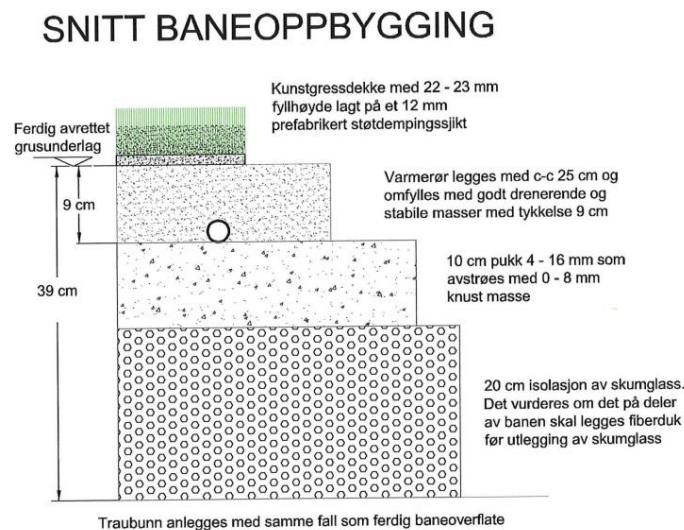 SNITT BANEOPPBYGGING
Kunstgressdekke med 22 - 23 mm
fyllhøyde lagt på et 12 mm
prefabrikert støtdempingssjikt
Ferdig avrettet
grusunderlag
Varmerør legges med c-c 25 cm og
omfylles med godt drenerende og
stabile masser med tykkelse 9 cm
9 cm
10 cm pukk 4 - 16 mm som
avstrøes med 0 - 8 mm
knust masse
39 cm
20 cm isolasjon av skumglass.
Det vurderes om det på deler
av banen skal legges fiberduk
før utlegging av skumglass
Traubunn anlegges med samme fall som ferdig baneoverflate